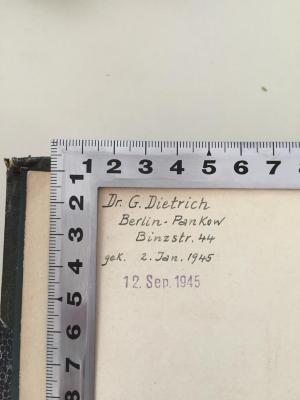 1 2 3 4 5 6 7 8
1 2 3 4 5 6 7 8
Dr. G. Dietrich
Berlin-Pankow
Binzstr. 44
gek. 2. Jan. 1945
12. Sep. 1945